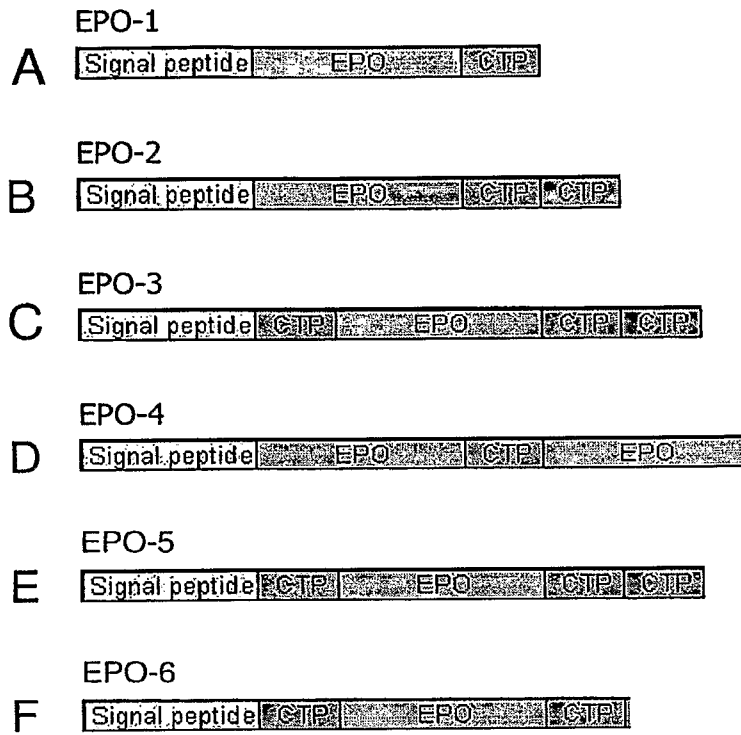 EPO-1
A Signal peptide EPO CTP
EPO-2
B Signal peptide EPO CTP CTP
EPO-3
C Signal peptide CTP EPO CTP CTP
EPO-4
D Signal peptide EPO CTP EPO
EPO-5
E Signal peptide CTP EPO CTP CTP
EPO-6
F Signal peptide CTP EPO CTP